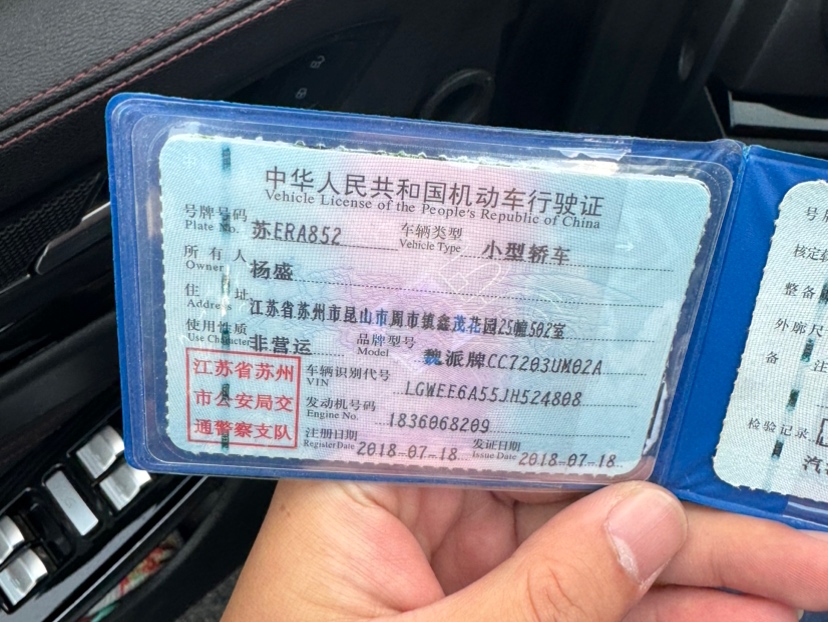 中华人民共和国机动车行驶证
Vehicle License of the People's Republic of China
号牌号码 苏ERA852 车辆类型 小型轿车
Plate No. Vehicle Type
所有人 杨盛
Owner
住址 江苏省苏州市昆山市周市镇鑫茂花园25幢502室
Address
使用性质 非营运 品牌型号 魏派牌CC7203UM02A
Use Character Model
江苏省苏州
市公安局交
通警察支队
车辆识别代号 LGWEE6A55JH524808
VIN
发动机号码 1836068209
Engine No.
注册日期 2018-07-18 发证日期 2018-07-18
Register Date Issue Date
号牌
核定载
整备
外廓尺
备 注
检验记录
汽